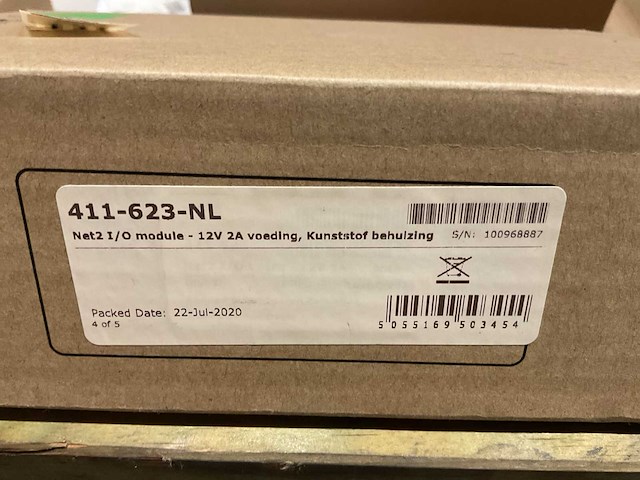 411-623-NL
Net2 I/O module - 12V 2A voeding, Kunststof behuizing
S/N: 100968887
Packed Date: 22-Jul-2020
4 of 5
5 055169 503454